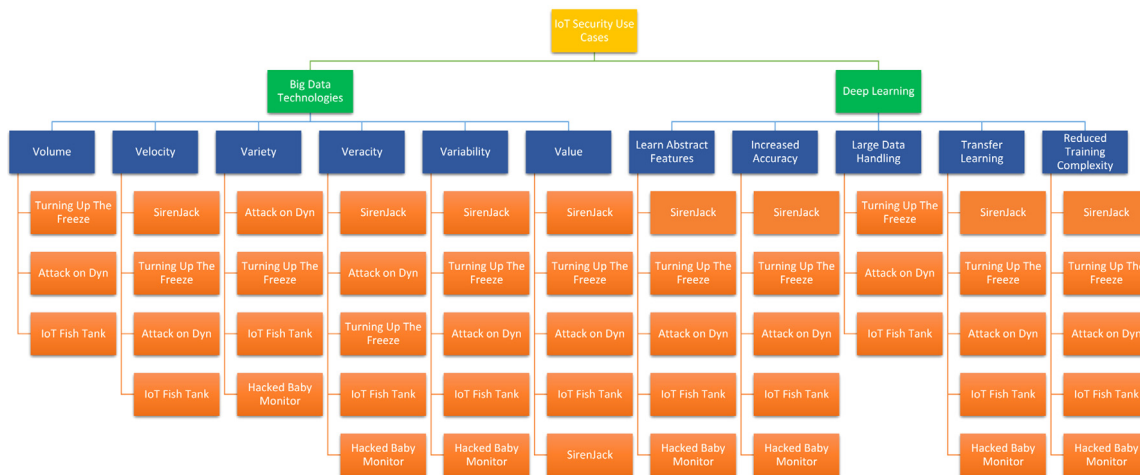 IoT Security Use
Cases
Big Data
Technologies
Deep Learning
Volume
Velocity
Variety
Veracity
Variability
Value
Learn Abstract
Features
Increased
Accuracy
Large Data
Handling
Transfer
Learning
Reduced
Training
Complexity
Turning Up The
Freeze
Attack on Dyn
IoT Fish Tank
SirenJack
Turning Up The
Freeze
Attack on Dyn
IoT Fish Tank
Attack on Dyn
Turning Up The
Freeze
IoT Fish Tank
Hacked Baby
Monitor
SirenJack
Attack on Dyn
Turning Up The
Freeze
IoT Fish Tank
Hacked Baby
Monitor
SirenJack
Turning Up The
Freeze
Attack on Dyn
IoT Fish Tank
Hacked Baby
Monitor
SirenJack
Turning Up The
Freeze
Attack on Dyn
IoT Fish Tank
SirenJack
SirenJack
Turning Up The
Freeze
Attack on Dyn
IoT Fish Tank
Hacked Baby
Monitor
SirenJack
Turning Up The
Freeze
Attack on Dyn
IoT Fish Tank
Hacked Baby
Monitor
Turning Up The
Freeze
Attack on Dyn
IoT Fish Tank
SirenJack
Turning Up The
Freeze
Attack on Dyn
IoT Fish Tank
Hacked Baby
Monitor
SirenJack
Turning Up The
Freeze
Attack on Dyn
IoT Fish Tank
Hacked Baby
Monitor